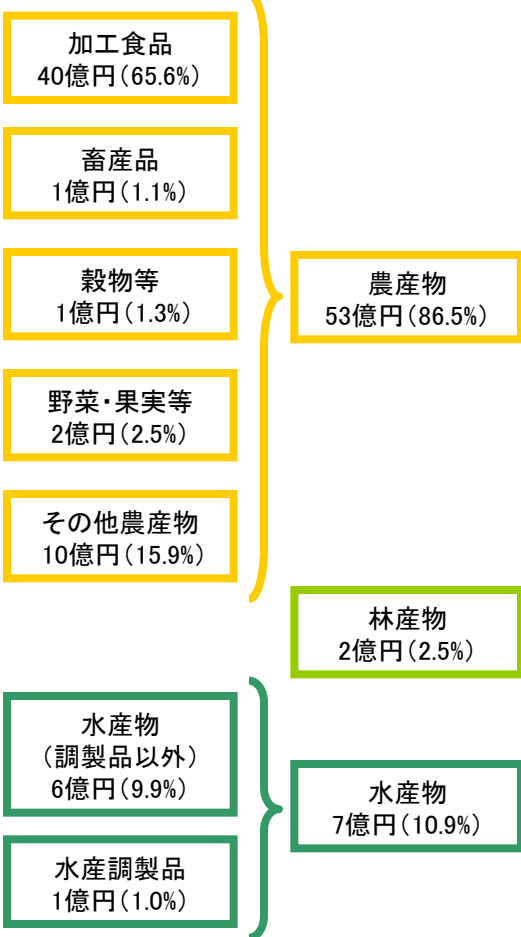 加工食品
40億円(65.6%)
畜産品
1億円(1.1%)
穀物等
1億円(1.3%)
野菜・果実等
2億円(2.5%)
その他農産物
10億円(15.9%)
農産物
53億円(86.5%)
林産物
2億円(2.5%)
水産物
(調製品以外)
6億円(9.9%)
水産調製品
1億円(1.0%)
水産物
7億円(10.9%)